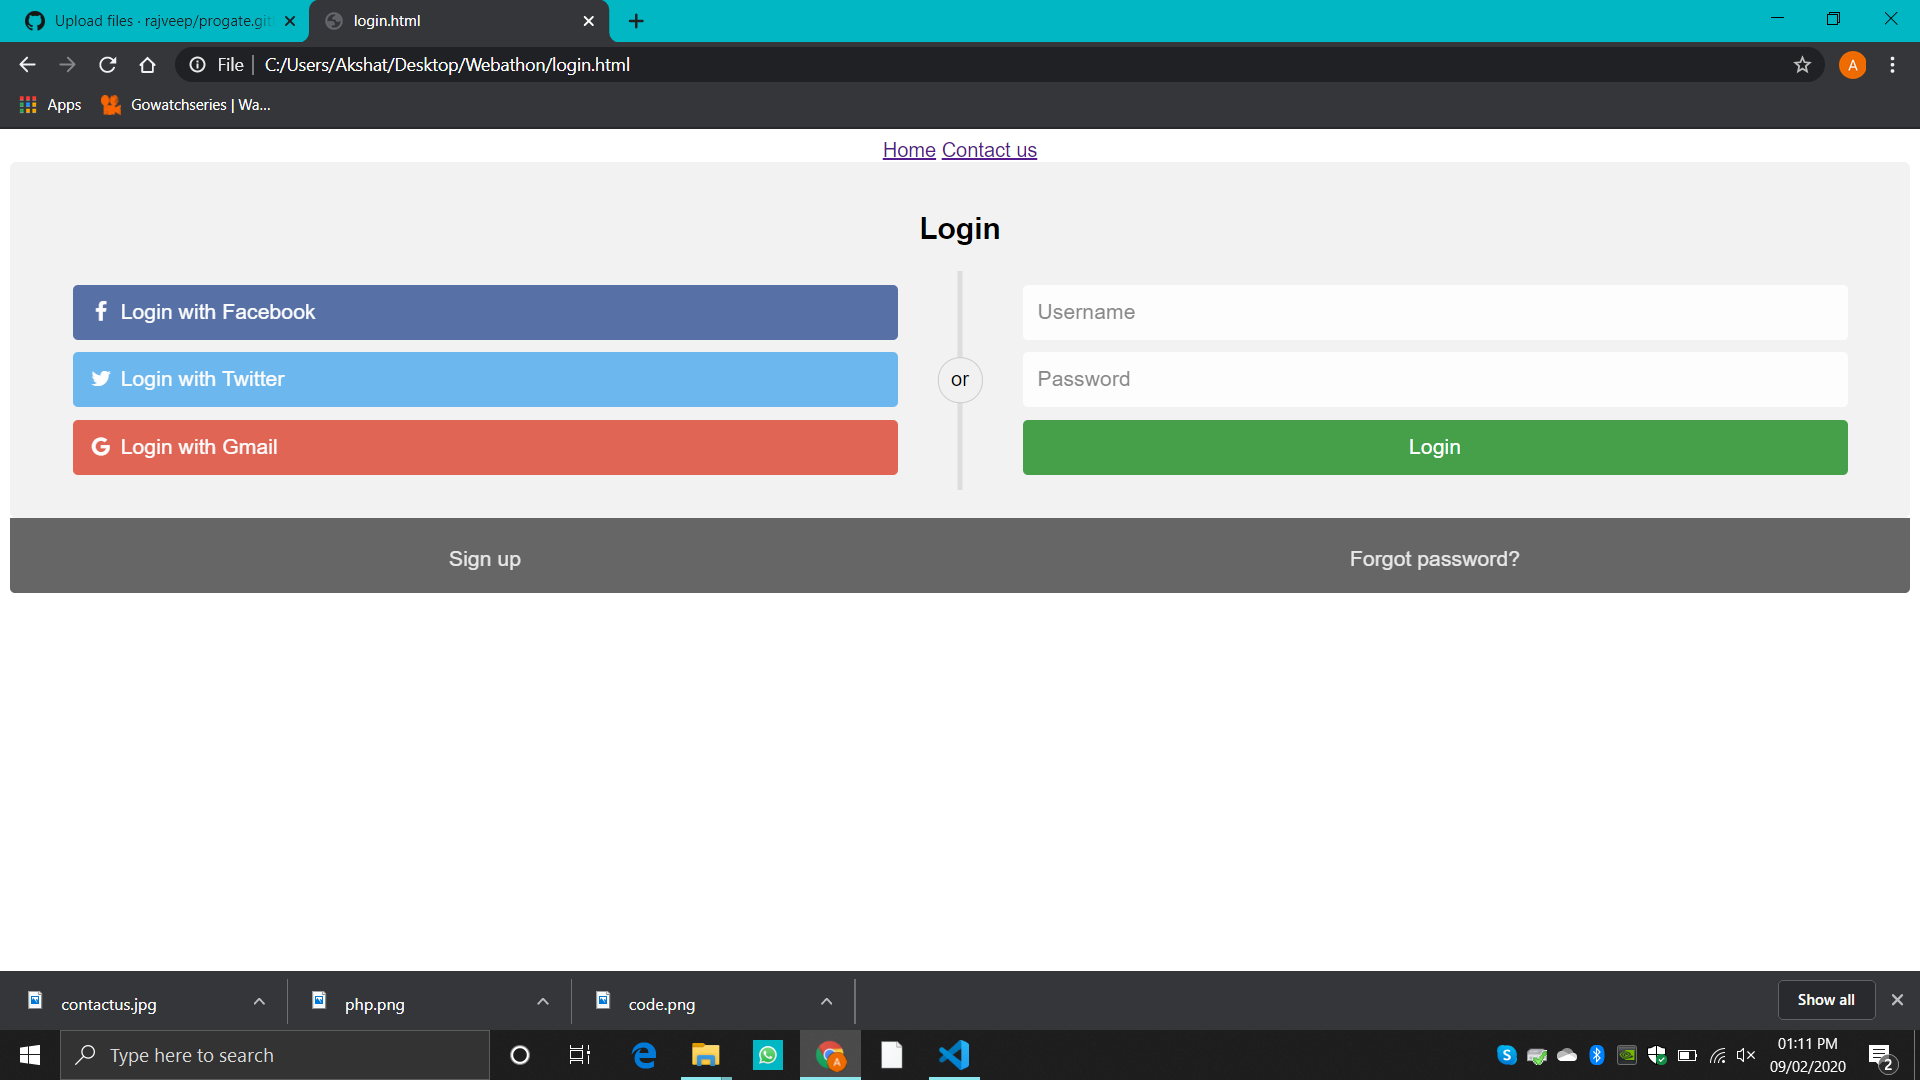 Upload files · rajveep/progate.git
login.html
File
C:/Users/Akshat/Desktop/Webathon/login.html
A
Apps
Gowatchseries | Wa...
Home Contact us
Login
Login with Facebook
Username
Login with Twitter
or
Password
Login with Gmail
Login
Sign up
Forgot password?
contactus.jpg
php.png
code.png
Show all
Type here to search
A
S
01:11 PM
09/02/2020
2